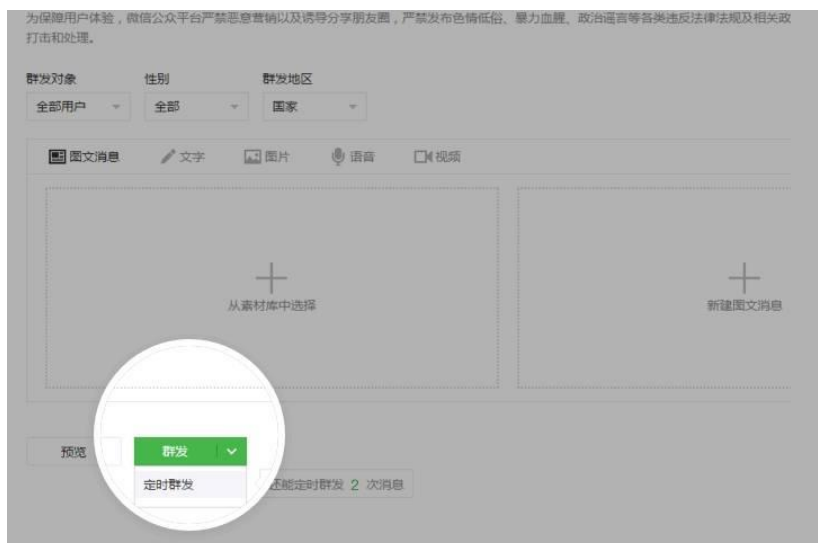 为保障用户体验，微信公众平台严禁恶意营销以及诱导分享朋友圈，严禁发布色情低俗、暴力血腥、政治谣言等各类违反法律法规及相关政
打击和处理。
群发对象 性别 群发地区
全部用户 全部 国家
图文消息 文字 图片 语音 视频
从素材库中选择 新建图文消息
预览 群发
定时群发 还能定时群发 2 次消息